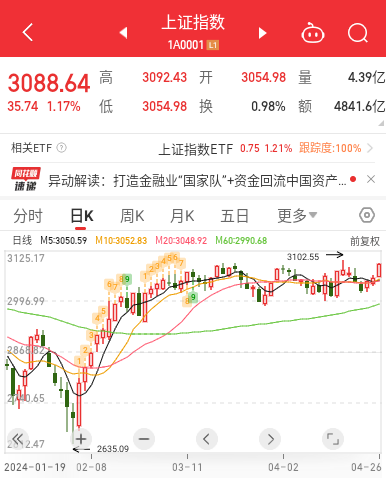 上证指数
1A0001 L1
3088.64 高 3092.43 开 3054.98 量 4.39亿
35.74 1.17% 低 3054.98 换 0.98% 额 4841.6亿
相关ETF ? 上证指数ETF 0.75 1.21% 跟踪度:100%
同花顺速递 异动解读：打造金融业“国家队”+资金回流中国资产...
分时 日K 周K 月K 五日 更多
日线 M5:3050.59 M10:3052.83 M20:3048.92 M60:2990.68 前复权
3125.17
3102.55
2996.99
2868.82
2740.65
2612.47
2635.09
2024-01-19 02-08 03-11 04-02 04-26